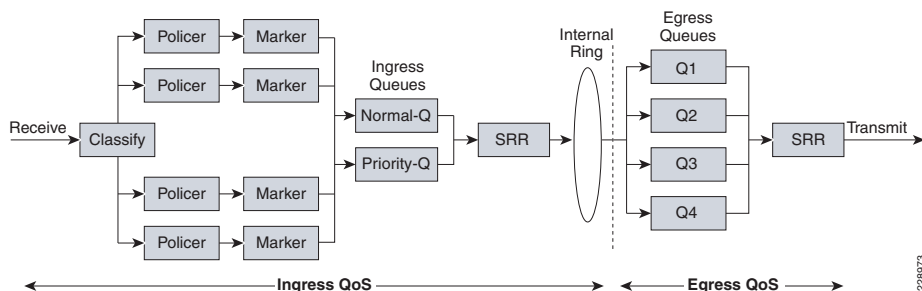 Receive
Classify
Policer
Marker
Policer
Marker
Policer
Marker
Policer
Marker
Ingress
Queues
Normal-Q
Priority-Q
SRR
Internal
Ring
Egress
Queues
Q1
Q2
Q3
Q4
SRR
Transmit
Ingress QoS
Egress QoS
228973